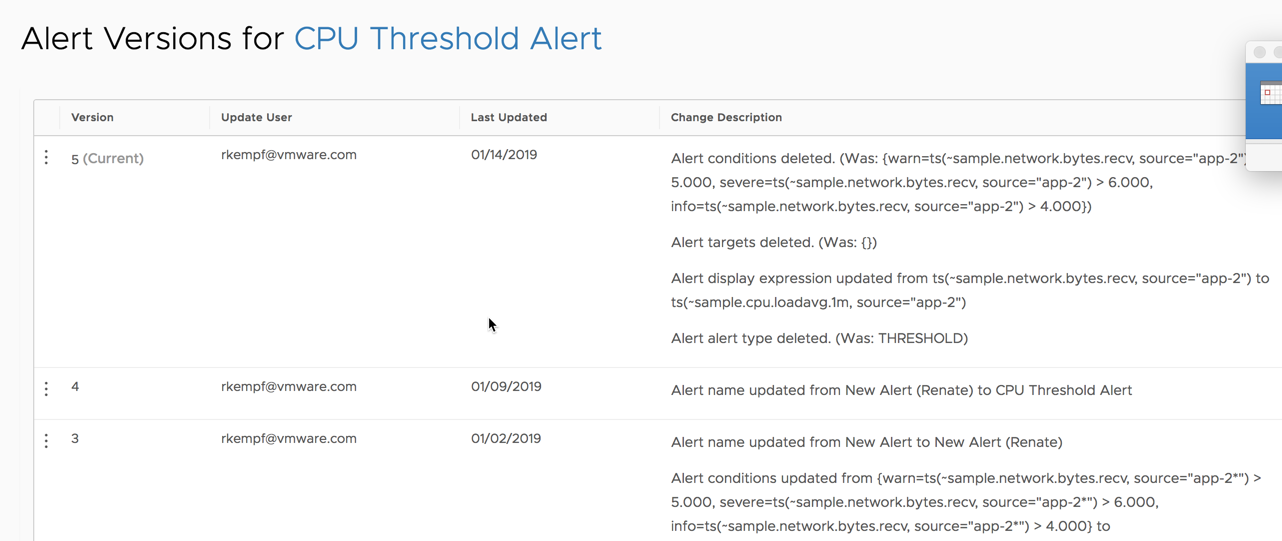 Alert Versions for CPU Threshold Alert
Version Update User Last Updated Change Description
5 (Current) rkempf@vmware.com 01/14/2019 Alert conditions deleted. (Was: {warn=ts(~sample.network.bytes.recv, source="app-2")
5.000, severe=ts(~sample.network.bytes.recv, source="app-2") > 6.000,
info=ts(~sample.network.bytes.recv, source="app-2") > 4.000})
Alert targets deleted. (Was: {})
Alert display expression updated from ts(~sample.network.bytes.recv, source="app-2") to
ts(~sample.cpu.loadavg.1m, source="app-2")
Alert alert type deleted. (Was: THRESHOLD)
4 rkempf@vmware.com 01/09/2019 Alert name updated from New Alert (Renate) to CPU Threshold Alert
3 rkempf@vmware.com 01/02/2019 Alert name updated from New Alert to New Alert (Renate)
Alert conditions updated from {warn=ts(~sample.network.bytes.recv, source="app-2*") >
5.000, severe=ts(~sample.network.bytes.recv, source="app-2*") > 6.000,
info=ts(~sample.network.bytes.recv, source="app-2*") > 4.000} to